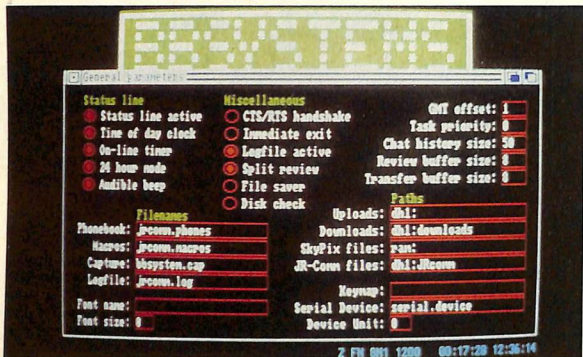 BBSYSTEMS
General parameters
Status line
Status line active
Time of day clock
On-line timer
24 hour mode
Audible beep
Miscellaneous
CTS/RTS handshake
Immediate exit
Logfile active
Split review
File saver
Disk check
GMT offset: 1
Task priority: 0
Chat history size: 50
Review buffer size: 8
Transfer buffer size: 8
Filenames
Phonebook: jrcomm.phones
Macros: jrcomm.macros
Capture: bbsystem.cap
Logfile: jrcomm.log
Font name:
Font size: 8
Paths
Uploads: dh1:
Downloads: dh1:downloads
SkyPix files: ram:
JR-Comm files: dh1:JRcomm
Keymap:
Serial Device: serial.device
Device Unit: 0
Z FH 8N1 1200 00:17:20 12:36:14